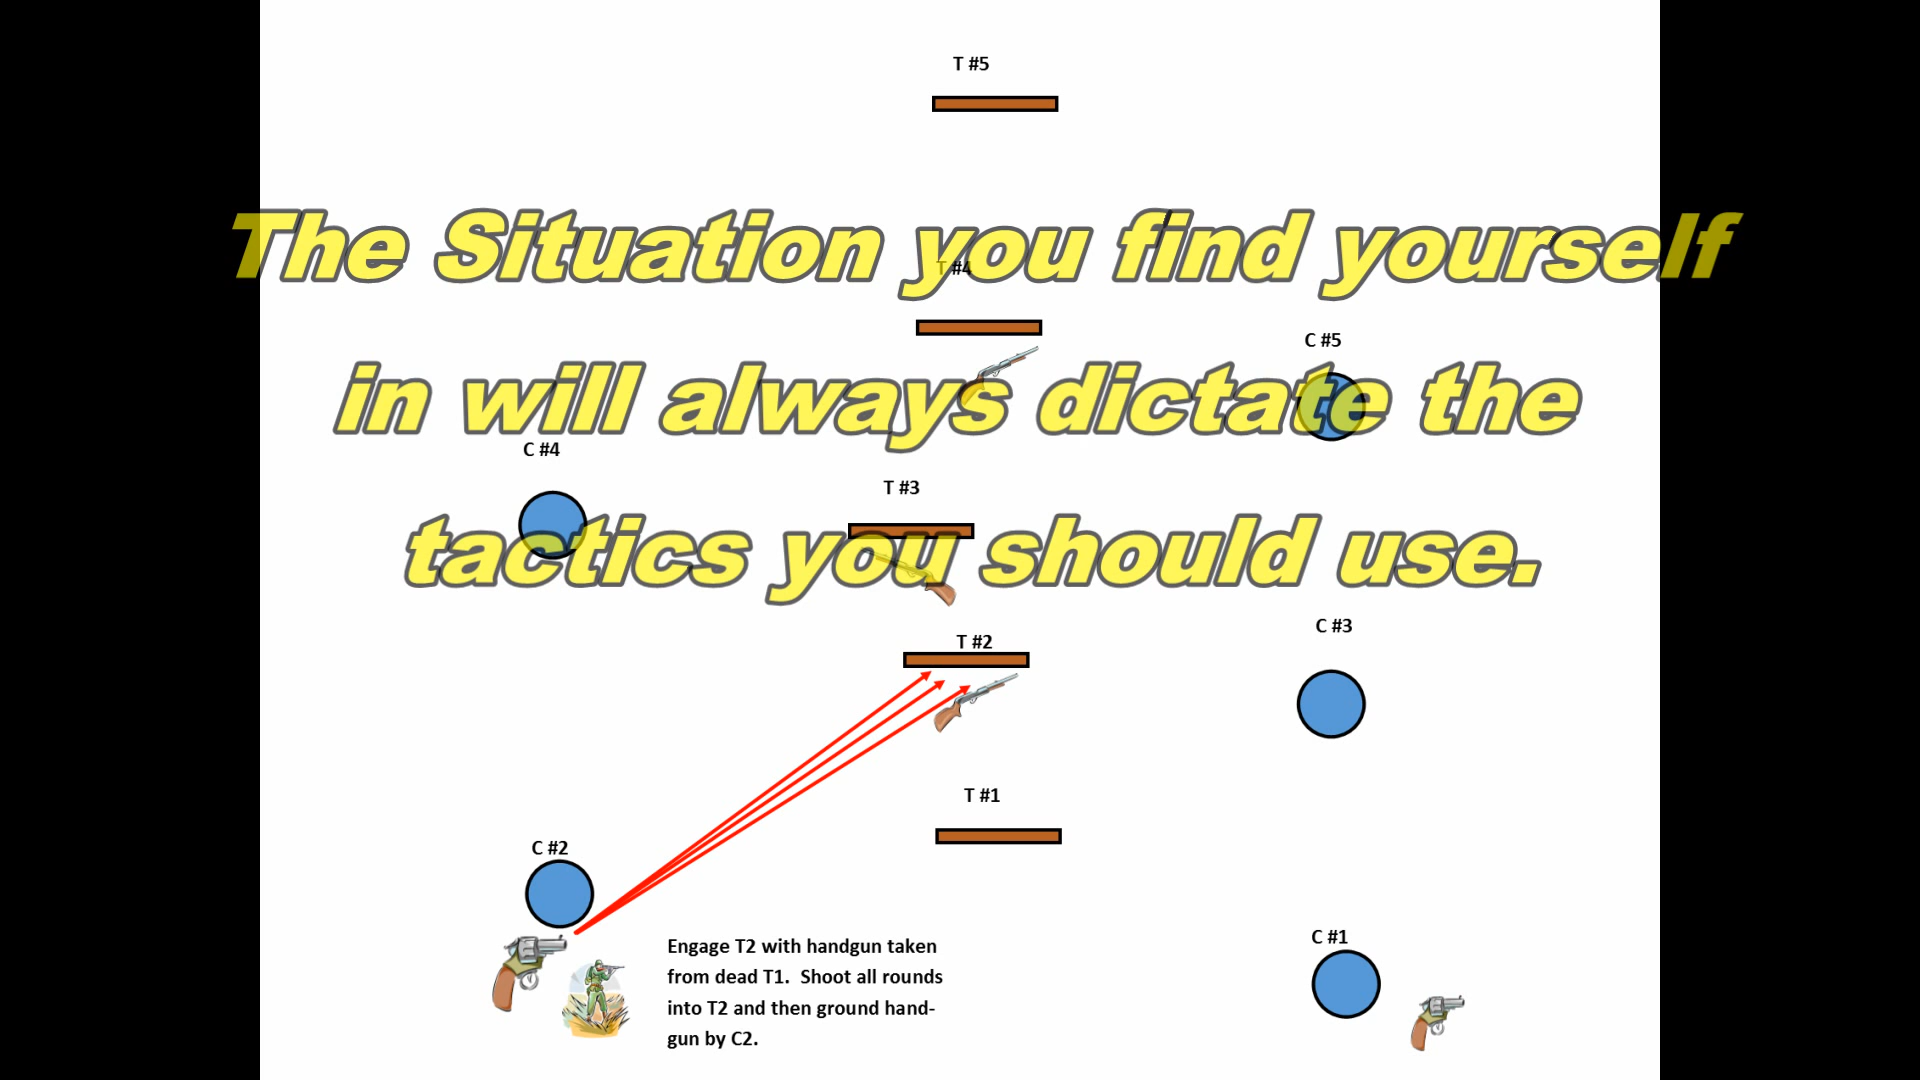 T #5
The Situation you find yourself
T #4
C #5
in will always dictate the
C #4
T #3
tactics you should use.
C #3
T #2
T #1
C #2
C #1
Engage T2 with handgun taken
from dead T1. Shoot all rounds
into T2 and then ground hand-
gun by C2.